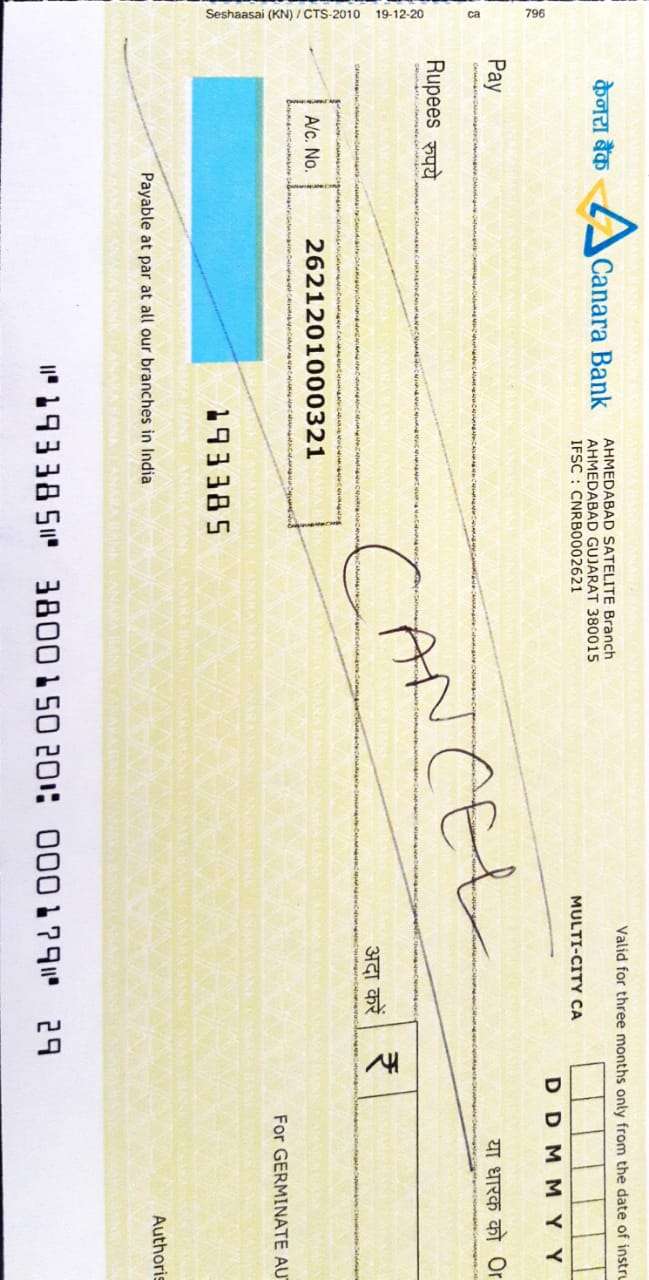 Seshaasai (KN) / CTS-2010 19-12-20 ca 796
केनरा बैंक Canara Bank
AHMEDABAD SATELITE Branch
AHMEDABAD GUJARAT 380015
IFSC : CNRB0002621
Valid for three months only from the date of instr
MULTI-CITY CA
D D M M Y Y
Pay
या धारक को Or
Rupees रुपये
CANCEL
अदा करें ₹
A/c. No. 2621201000321
For GERMINATE AU
193385
Payable at par at all our branches in India
Authoris
⑈193385⑈ 380015020⑆ 000179⑈ 29